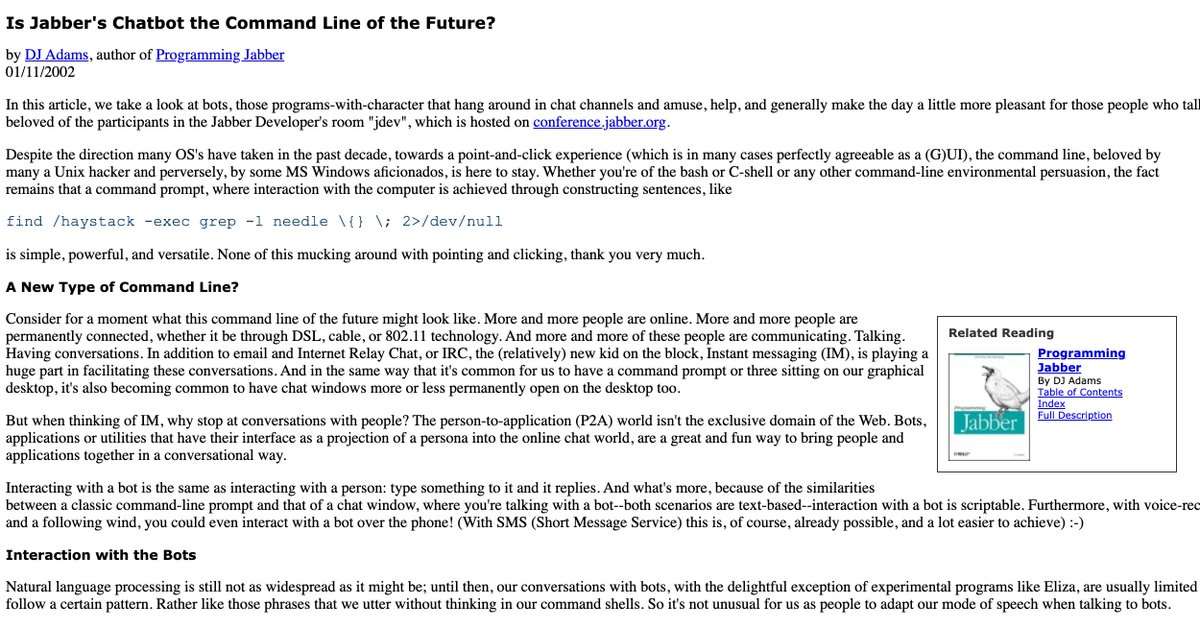 Is Jabber's Chatbot the Command Line of the Future?
by DJ Adams, author of Programming Jabber
01/11/2002
In this article, we take a look at bots, those programs-with-character that hang around in chat channels and amuse, help, and generally make the day a little more pleasant for those people who
beloved of the participants in the Jabber Developer's room "jdev", which is hosted on conference.jabber.org.
Despite the direction many OS's have taken in the past decade, towards a point-and-click experience (which is in many cases perfectly agreeable as a (G)UI), the command line, beloved by
many a Unix hacker and perversely, by some MS Windows aficionados, is here to stay. Whether you're of the bash or C-shell or any other command-line environmental persuasion, the fact
remains that a command prompt, where interaction with the computer is achieved through constructing sentences, like
find /haystack -exec grep -l needle \{} \; 2>/dev/null
is simple, powerful, and versatile. None of this mucking around with pointing and clicking, thank you very much.
A New Type of Command Line?
Consider for a moment what this command line of the future might look like. More and more people are online. More and more people are
permanently connected, whether it be through DSL, cable, or 802.11 technology. And more and more of these people are communicating. Talking.
Having conversations. In addition to email and Internet Relay Chat, or IRC, the (relatively) new kid on the block, Instant messaging (IM), is playing a
huge part in facilitating these conversations. And in the same way that it's common for us to have a command prompt or three sitting on our graphical
desktop, it's also becoming common to have chat windows more or less permanently open on the desktop too.
But when thinking of IM, why stop at conversations with people? The person-to-application (P2A) world isn't the exclusive domain of the Web. Bots,
applications or utilities that have their interface as a projection of a persona into the online chat world, are a great and fun way to bring people and
applications together in a conversational way.
Related Reading
Programming
Jabber
By DJ Adams
Table of Contents
Index
Full Description
Programming
Jabber
O'REILLY
Interacting with a bot is the same as interacting with a person: type something to it and it replies. And what's more, because of the similarities
between a classic command-line prompt and that of a chat window, where you're talking with a bot--both scenarios are text-based--interaction with a bot is scriptable. Furthermore, with voice-rec
and a following wind, you could even interact with a bot over the phone! (With SMS (Short Message Service) this is, of course, already possible, and a lot easier to achieve) :-)
Interaction with the Bots
Natural language processing is still not as widespread as it might be; until then, our conversations with bots, with the delightful exception of experimental programs like Eliza, are usually limited
follow a certain pattern. Rather like those phrases that we utter without thinking in our command shells. So it's not unusual for us as people to adapt our mode of speech when talking to bots.